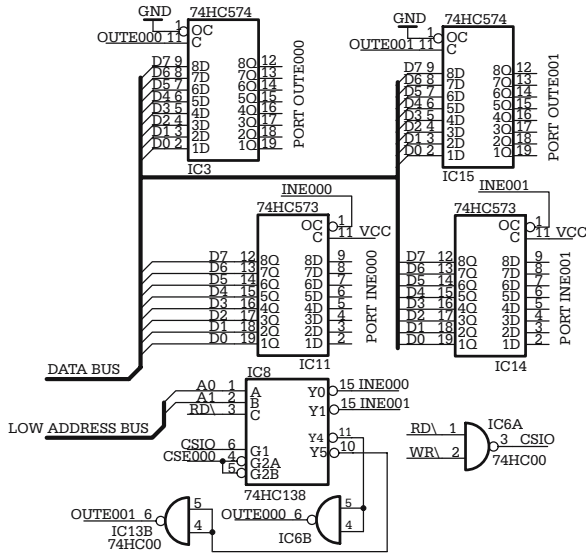 GND 74HC574
1 OC
OUTE000 11 C
D7 9 8D 8Q 12
D6 8 7D 7Q 13
D5 7 6D 6Q 14
D4 6 5D 5Q 15
D3 5 4D 4Q 16
D2 4 3D 3Q 17
D1 3 2D 2Q 18
D0 2 1D 1Q 19
PORT OUTE000
IC3
GND 74HC574
1 OC
OUTE001 11 C
D7 9 8D 8Q 12
D6 8 7D 7Q 13
D5 7 6D 6Q 14
D4 6 5D 5Q 15
D3 5 4D 4Q 16
D2 4 3D 3Q 17
D1 3 2D 2Q 18
D0 2 1D 1Q 19
PORT OUTE001
IC15
INE000
74HC573
OC 1
C 11 VCC
D7 12 8Q 8D 9
D6 13 7Q 7D 8
D5 14 6Q 6D 7
D4 15 5Q 5D 6
D3 16 4Q 4D 5
D2 17 3Q 3D 4
D1 18 2Q 2D 3
D0 19 1Q 1D 2
PORT INE000
IC11
INE001
74HC573
OC 1
C 11 VCC
D7 12 8Q 8D 9
D6 13 7Q 7D 8
D5 14 6Q 6D 7
D4 15 5Q 5D 6
D3 16 4Q 4D 5
D2 17 3Q 3D 4
D1 18 2Q 2D 3
D0 19 1Q 1D 2
PORT INE001
IC14
DATA BUS
LOW ADDRESS BUS
IC8
A0 1 A Y0 15 INE000
A1 2 B Y1 15 INE001
RD\ 3 C
Y4 11
CSIO 6 G1 Y5 10
CSE000 4 G2A
5 G2B
74HC138
IC6A
RD\ 1
WR\ 2
3 CSIO
74HC00
OUTE001 6 5
4
IC13B
74HC00
OUTE000 6 5
4
IC6B